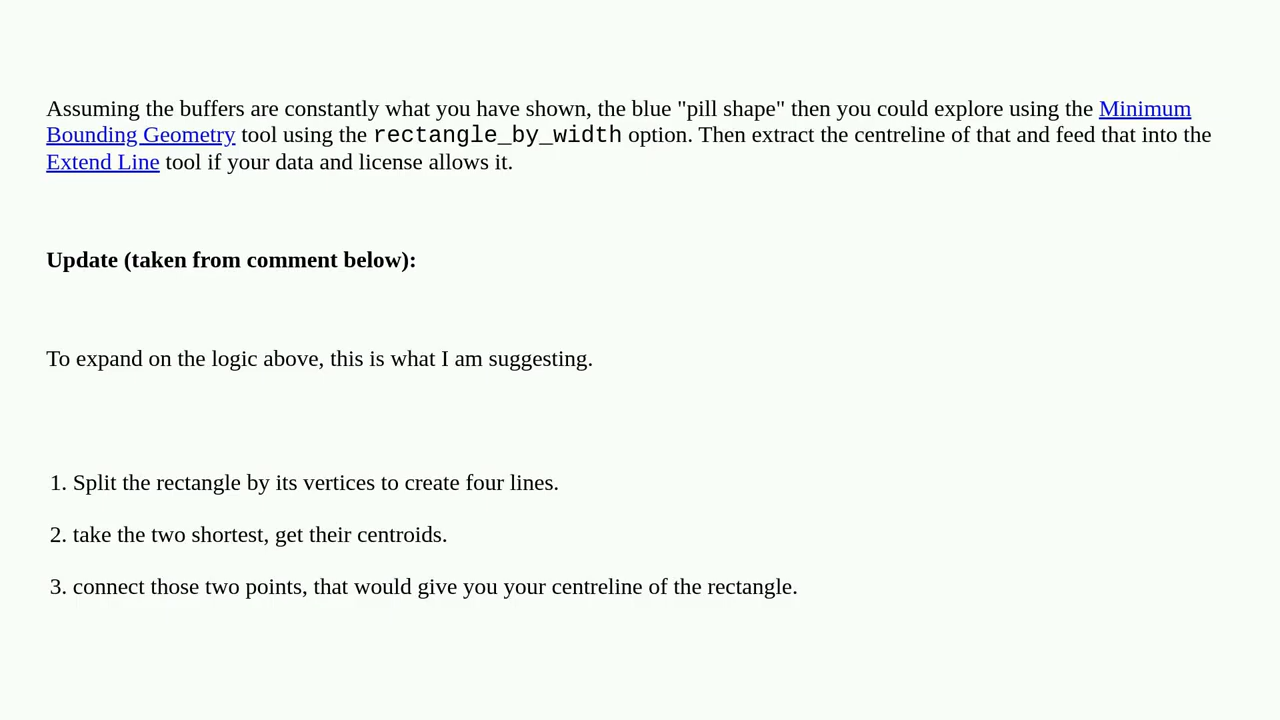 Assuming the buffers are constantly what you have shown, the blue "pill shape" then you could explore using the Minimum
Bounding Geometry tool using the rectangle_by_width option. Then extract the centreline of that and feed that into the
Extend Line tool if your data and license allows it.
Update (taken from comment below):
To expand on the logic above, this is what I am suggesting.
1. Split the rectangle by its vertices to create four lines.
2. take the two shortest, get their centroids.
3. connect those two points, that would give you your centreline of the rectangle.